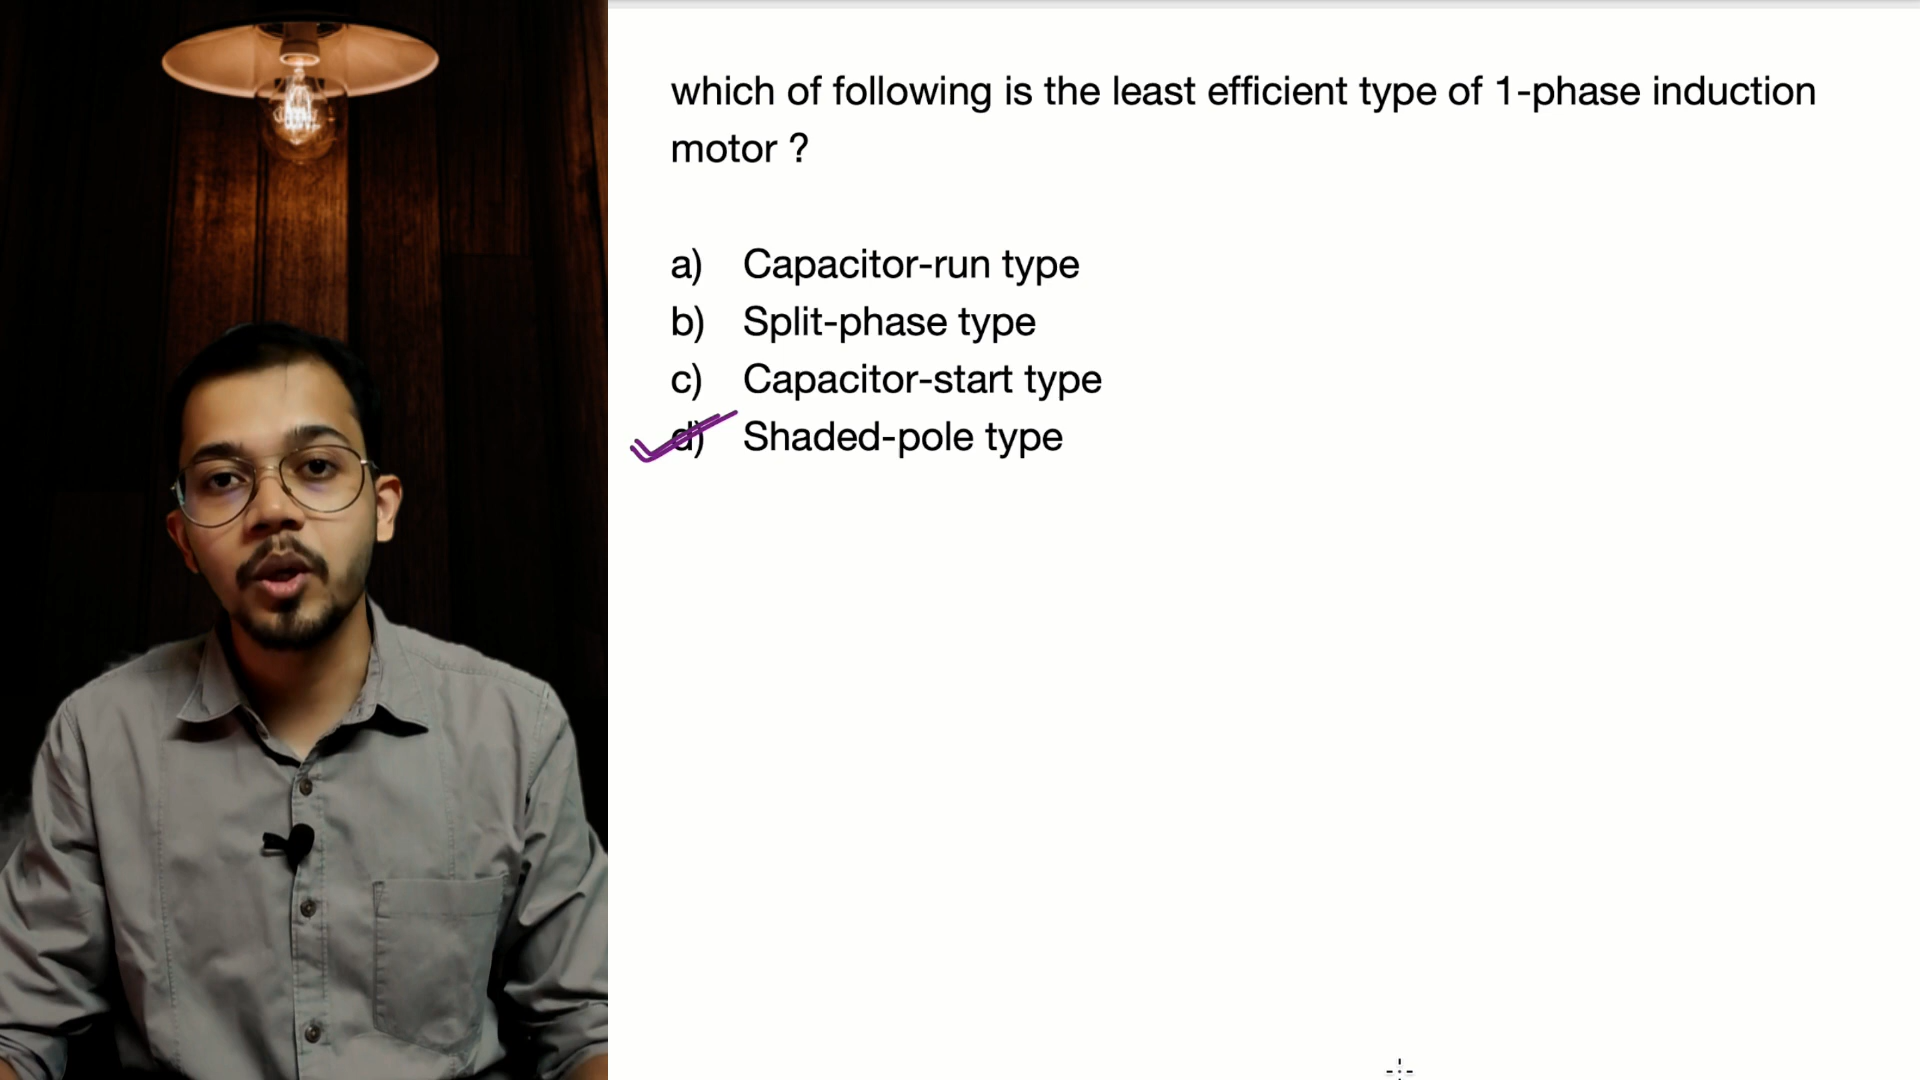 which of following is the least efficient type of 1-phase induction
motor ?
a) Capacitor-run type
b) Split-phase type
c) Capacitor-start type
d) Shaded-pole type